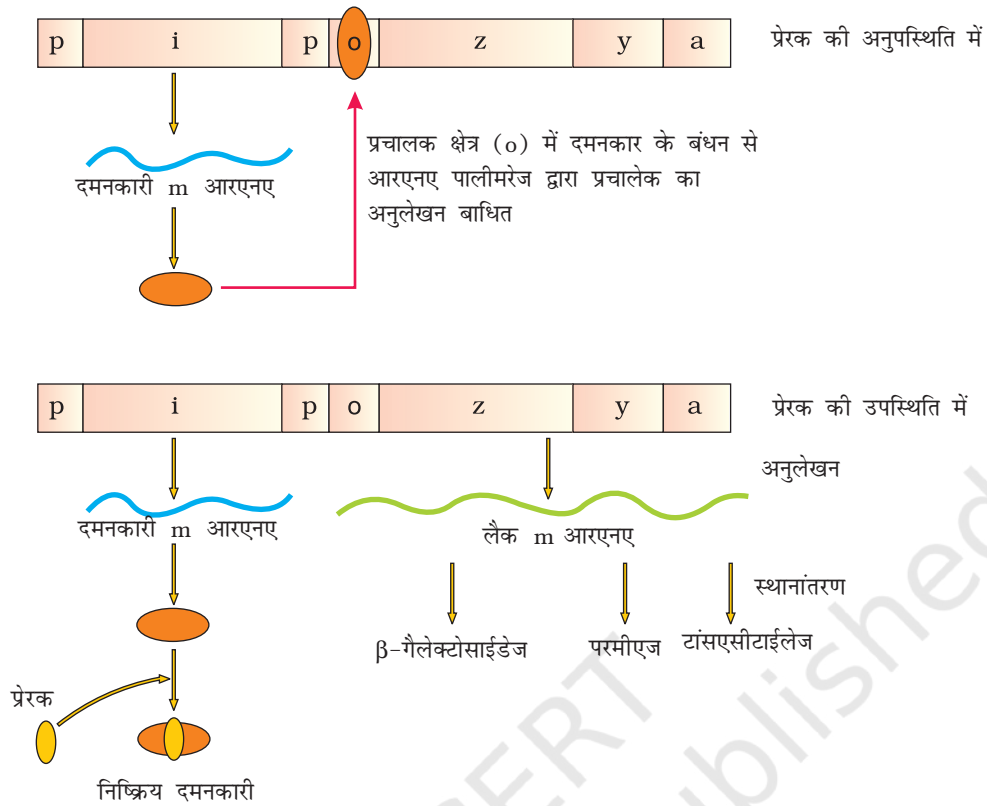 p i p o z y a प्रेरक की अनुपस्थिति में
प्रचालक क्षेत्र (o) में दमनकार के बंधन से
आरएनए पालीमरेज द्वारा प्रचालेक का
अनुलेखन बाधित
दमनकारी m आरएनए
p i p o z y a प्रेरक की उपस्थिति में
अनुलेखन
दमनकारी m आरएनए
लैक m आरएनए
स्थानांतरण
β-गैलेक्टोसाईडेज परमीएज टांसएसीटाईलेज
प्रेरक
निष्क्रिय दमनकारी